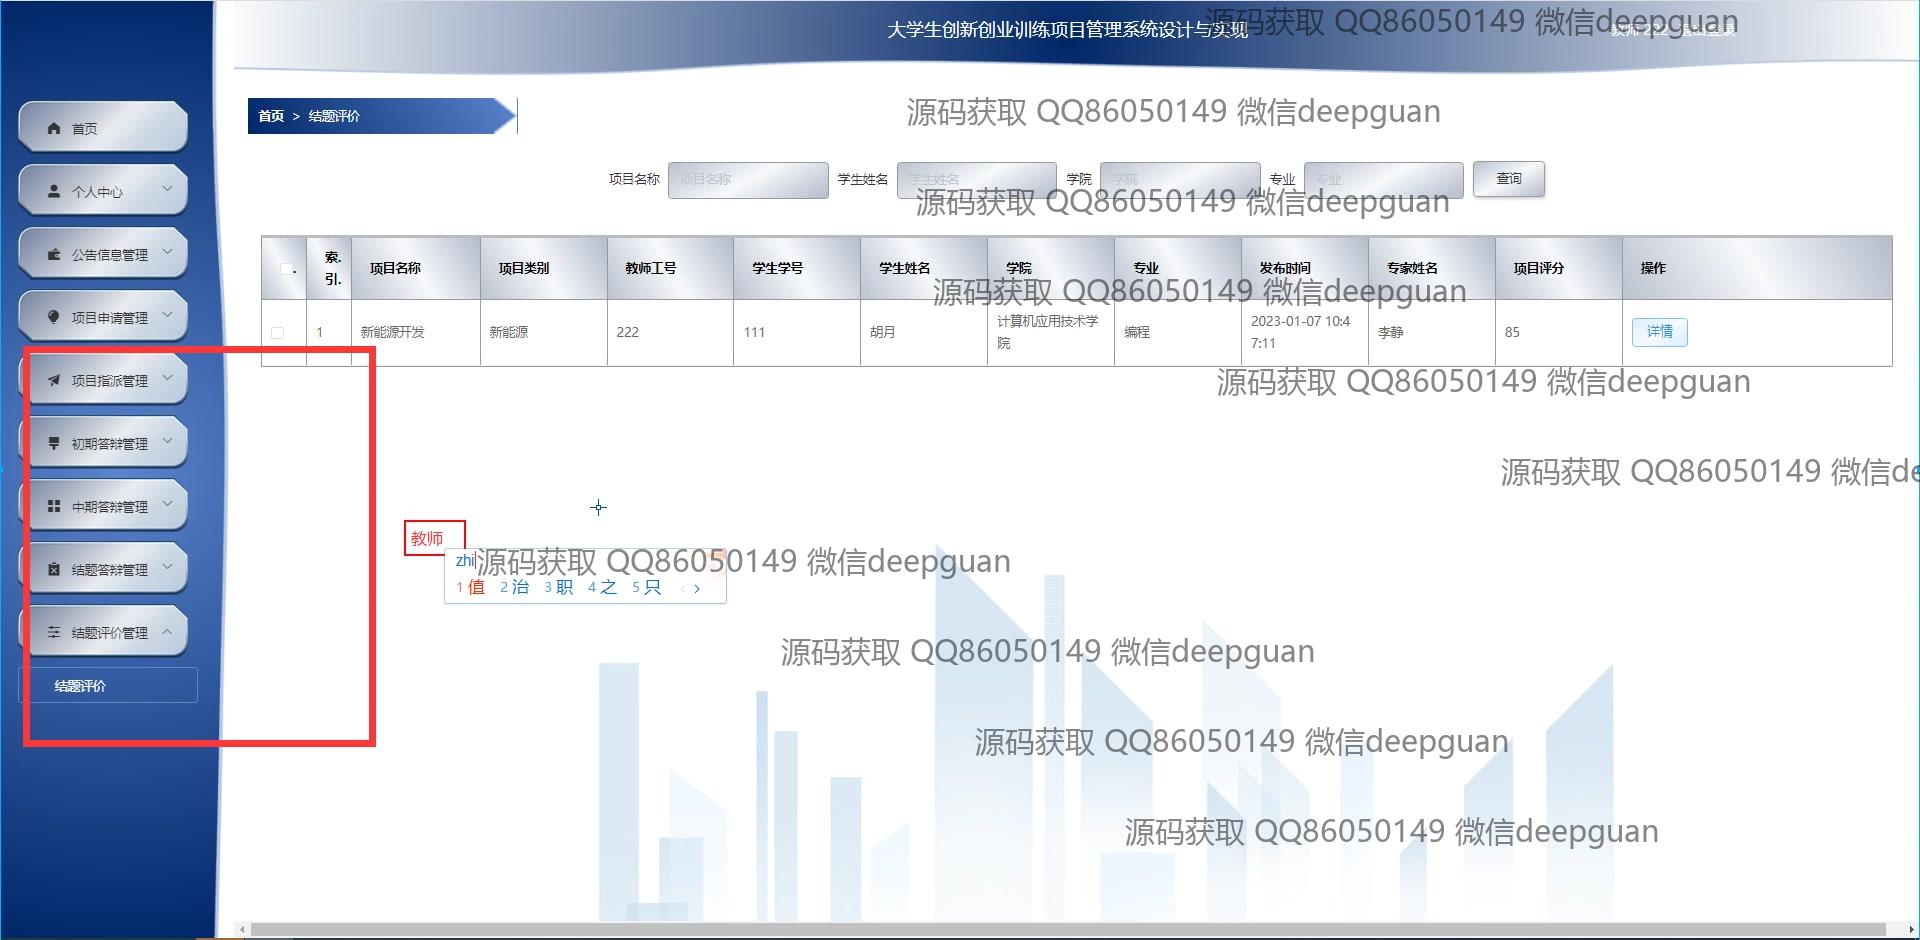 大学生创新创业训练项目管理系统设计与实现
源码获取 QQ86050149 微信deepguan
教师 222 退出登录
首页 > 结题评价
源码获取 QQ86050149 微信deepguan
首页
个人中心
公告信息管理
项目申请管理
项目指派管理
初期答辩管理
中期答辩管理
结题答辩管理
结题评价管理
结题评价
项目名称 项目名称 学生姓名 学生姓名 学院 学院 专业 专业 查询
源码获取 QQ86050149 微信deepguan
索. 引. 项目名称 项目类别 教师工号 学生学号 学生姓名 学院 专业 发布时间 专家姓名 项目评分 操作
源码获取 QQ86050149 微信deepguan
1 新能源开发 新能源 222 111 胡月 计算机应用技术学院 编程 2023-01-07 10:47:11 李静 85 详情
源码获取 QQ86050149 微信deepguan
源码获取 QQ86050149 微信de
教师
zhi
源码获取 QQ86050149 微信deepguan
1 值 2 治 3 职 4 之 5 只
源码获取 QQ86050149 微信deepguan
源码获取 QQ86050149 微信deepguan
源码获取 QQ86050149 微信deepguan